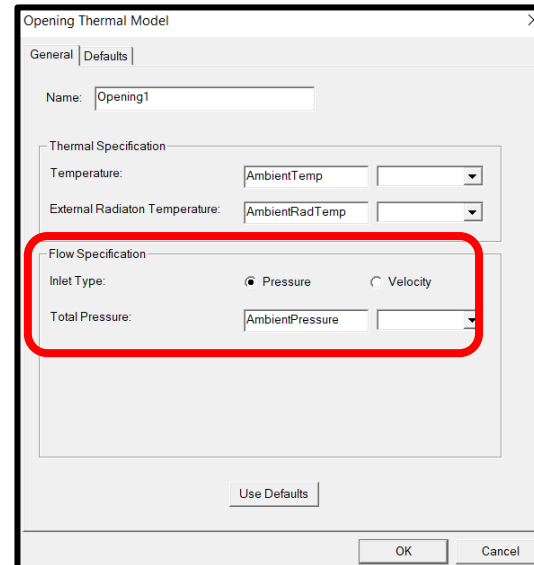 Opening Thermal Model
General Defaults
Name: Opening1
Thermal Specification
Temperature: AmbientTemp
External Radiaton Temperature: AmbientRadTemp
Flow Specification
Inlet Type: Pressure Velocity
Total Pressure: AmbientPressure
Use Defaults
OK Cancel